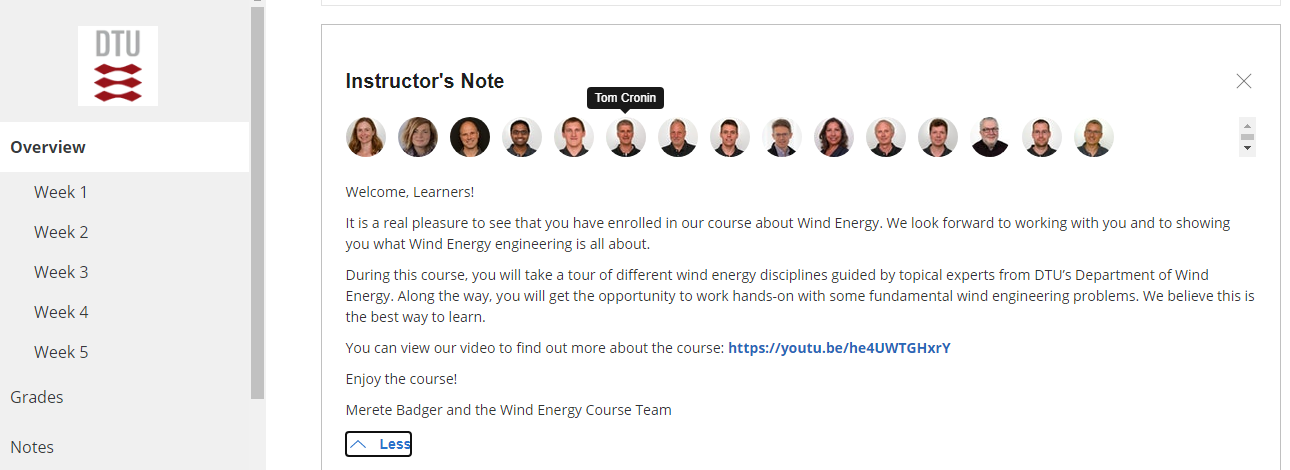 DTU
Overview
Week 1
Week 2
Week 3
Week 4
Week 5
Grades
Notes
Instructor's Note
Tom Cronin
Welcome, Learners!
It is a real pleasure to see that you have enrolled in our course about Wind Energy. We look forward to working with you and to showing
you what Wind Energy engineering is all about.
During this course, you will take a tour of different wind energy disciplines guided by topical experts from DTU’s Department of Wind
Energy. Along the way, you will get the opportunity to work hands-on with some fundamental wind engineering problems. We believe this is
the best way to learn.
You can view our video to find out more about the course: https://youtu.be/he4UWTGHxrY
Enjoy the course!
Merete Badger and the Wind Energy Course Team
Less